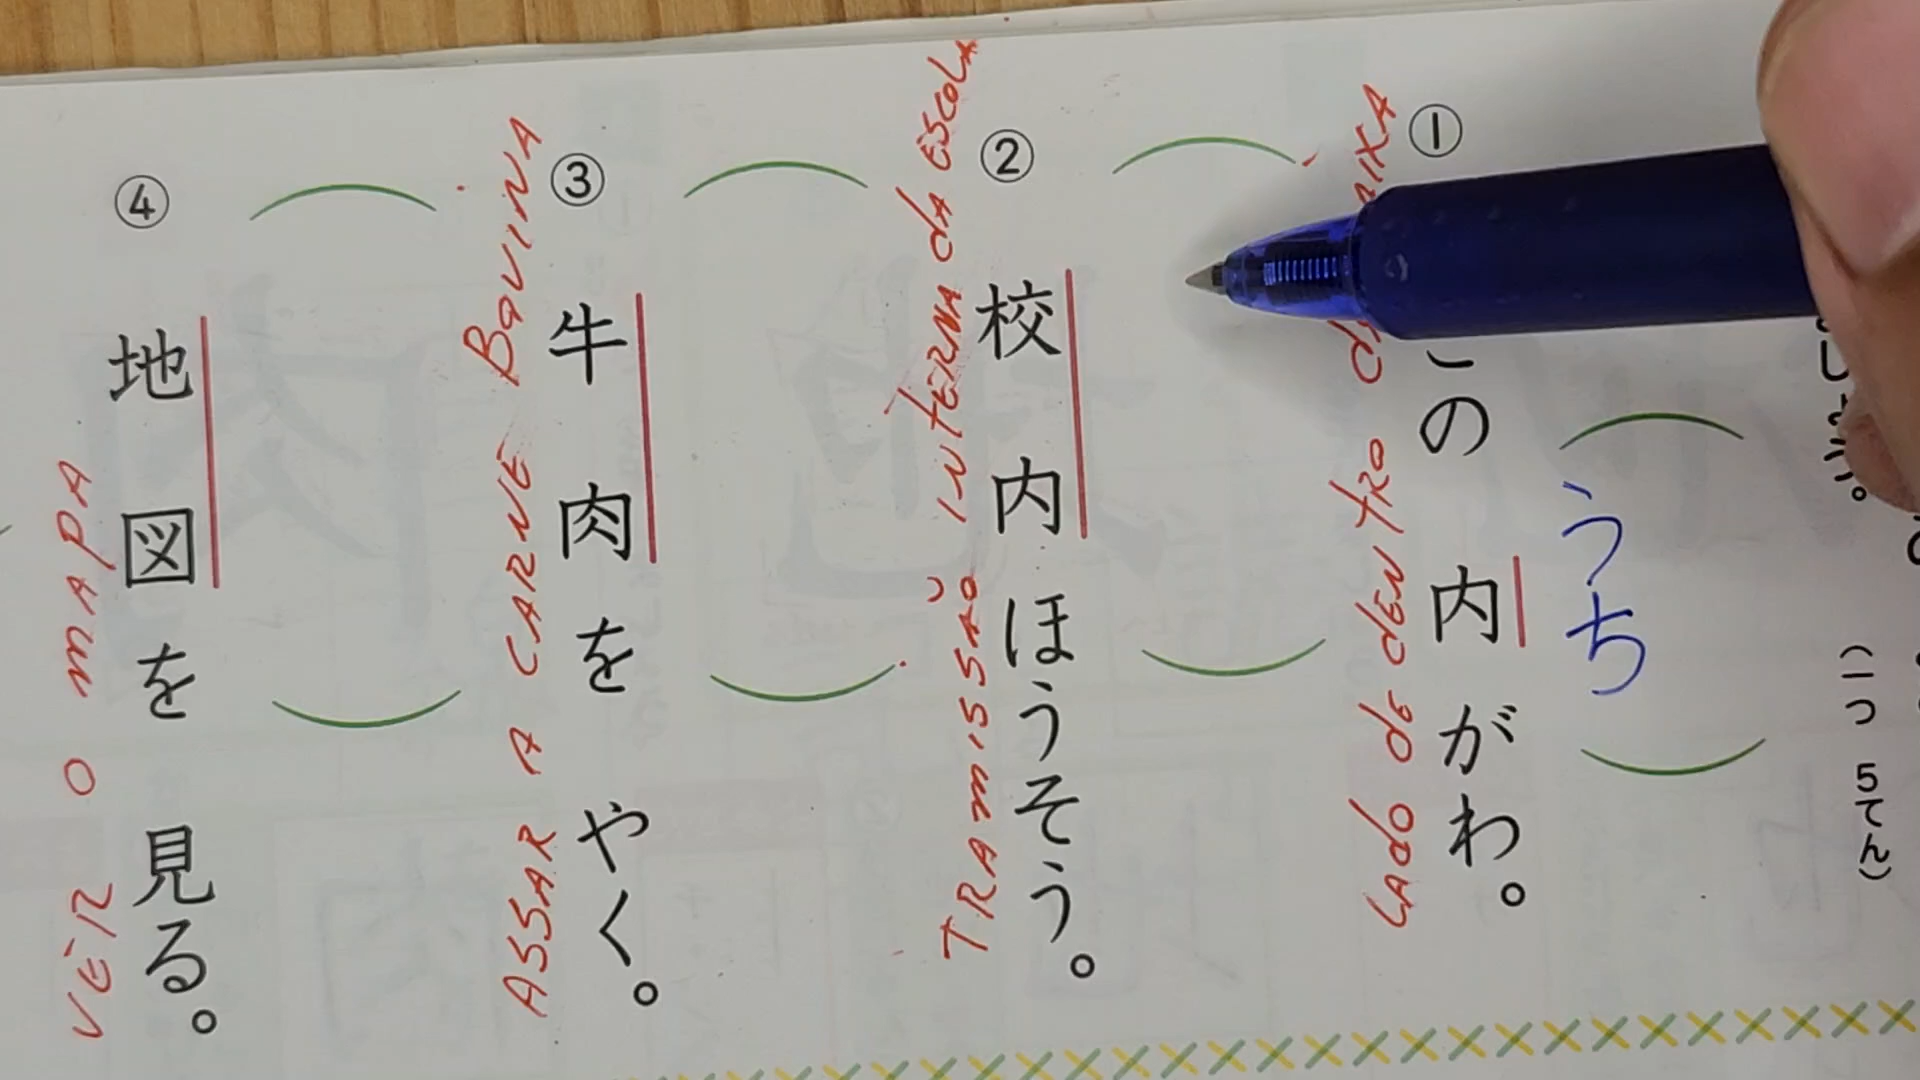 (一つ 5てん)
うち
①
の 内がわ。
LAdo dE dENtRO
②
校内ほうそう。
TRAmissão iNtERNA dA EscoLA
③
牛肉を やく。
ASSAR A CARNE BoviNA
④
地図を 見る。
VER O mAPA